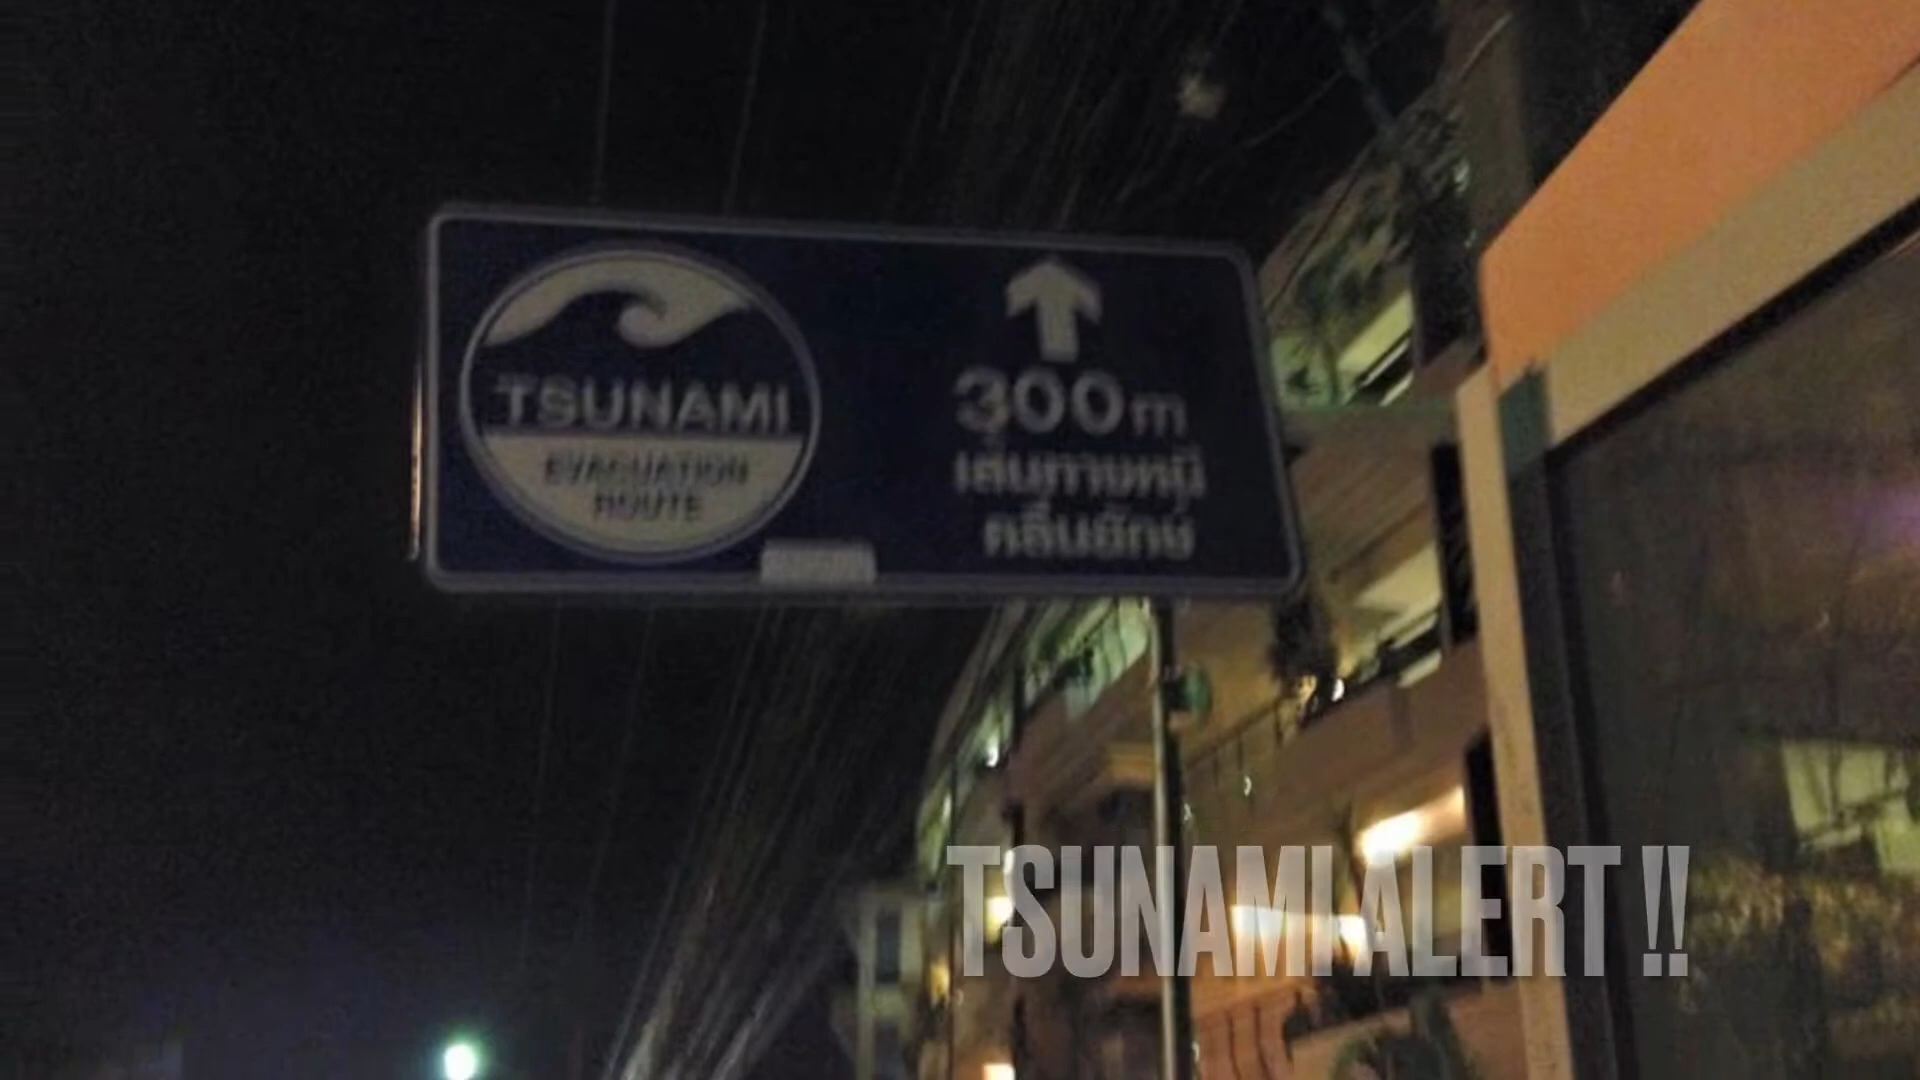 TSUNAMI
EVACUATION
ROUTE
300 m
เส้นทางหนี
คลื่นยักษ์
TSUNAMI ALERT !!